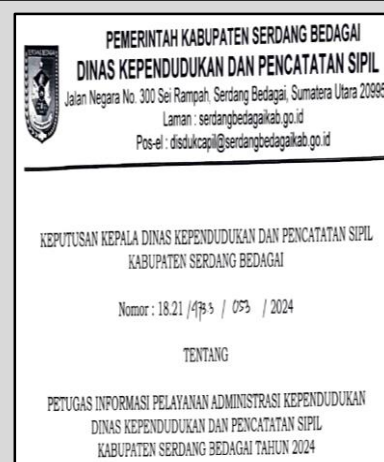 PEMERINTAH KABUPATEN SERDANG BEDAGAI
DINAS KEPENDUDUKAN DAN PENCATATAN SIPIL
Jalan Negara No. 300 Sei Rampah, Serdang Bedagai, Sumatera Utara 20995
Laman : serdangbedagaikab.go.id
Pos-el : disdukcapil@serdangbedagaikab.go.id
KEPUTUSAN KEPALA DINAS KEPENDUDUKAN DAN PENCATATAN SIPIL
KABUPATEN SERDANG BEDAGAI
Nomor : 18.21 /4733 / 053 / 2024
TENTANG
PETUGAS INFORMASI PELAYANAN ADMINISTRASI KEPENDUDUKAN
DINAS KEPENDUDUKAN DAN PENCATATAN SIPIL
KABUPATEN SERDANG BEDAGAI TAHUN 2024